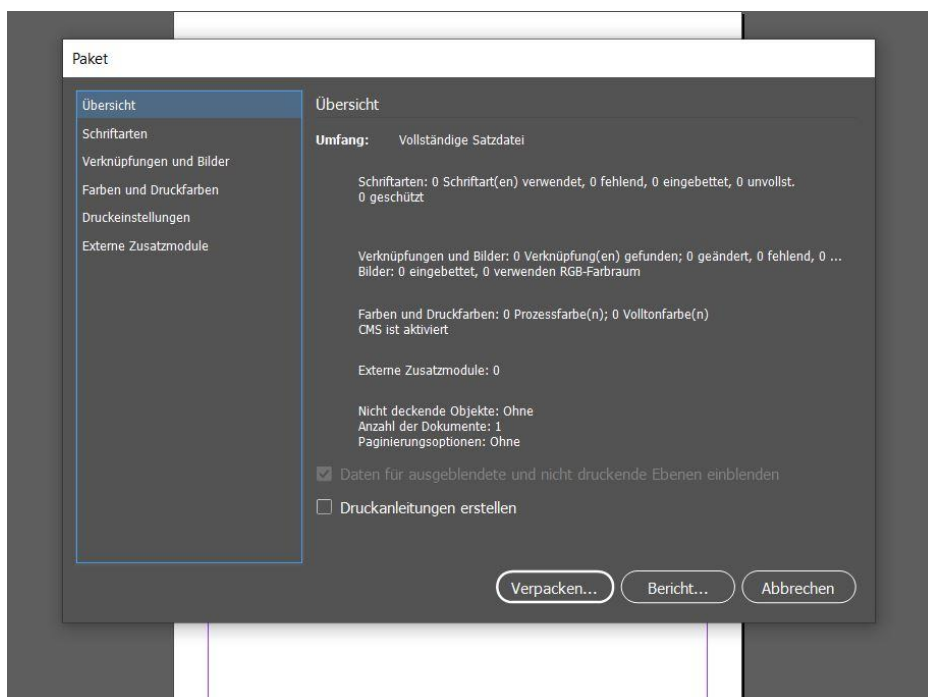 Paket
Übersicht
Schriftarten
Verknüpfungen und Bilder
Farben und Druckfarben
Druckeinstellungen
Externe Zusatzmodule
Übersicht
Umfang: Vollständige Satzdatei
Schriftarten: 0 Schriftart(en) verwendet, 0 fehlend, 0 eingebettet, 0 unvollst.
0 geschützt
Verknüpfungen und Bilder: 0 Verknüpfung(en) gefunden; 0 geändert, 0 fehlend, 0 ...
Bilder: 0 eingebettet, 0 verwenden RGB-Farbraum
Farben und Druckfarben: 0 Prozessfarbe(n); 0 Volltonfarbe(n)
CMS ist aktiviert
Externe Zusatzmodule: 0
Nicht deckende Objekte: Ohne
Anzahl der Dokumente: 1
Paginierungsoptionen: Ohne
Daten für ausgeblendete und nicht druckende Ebenen einblenden
Druckanleitungen erstellen
Verpacken... Bericht... Abbrechen